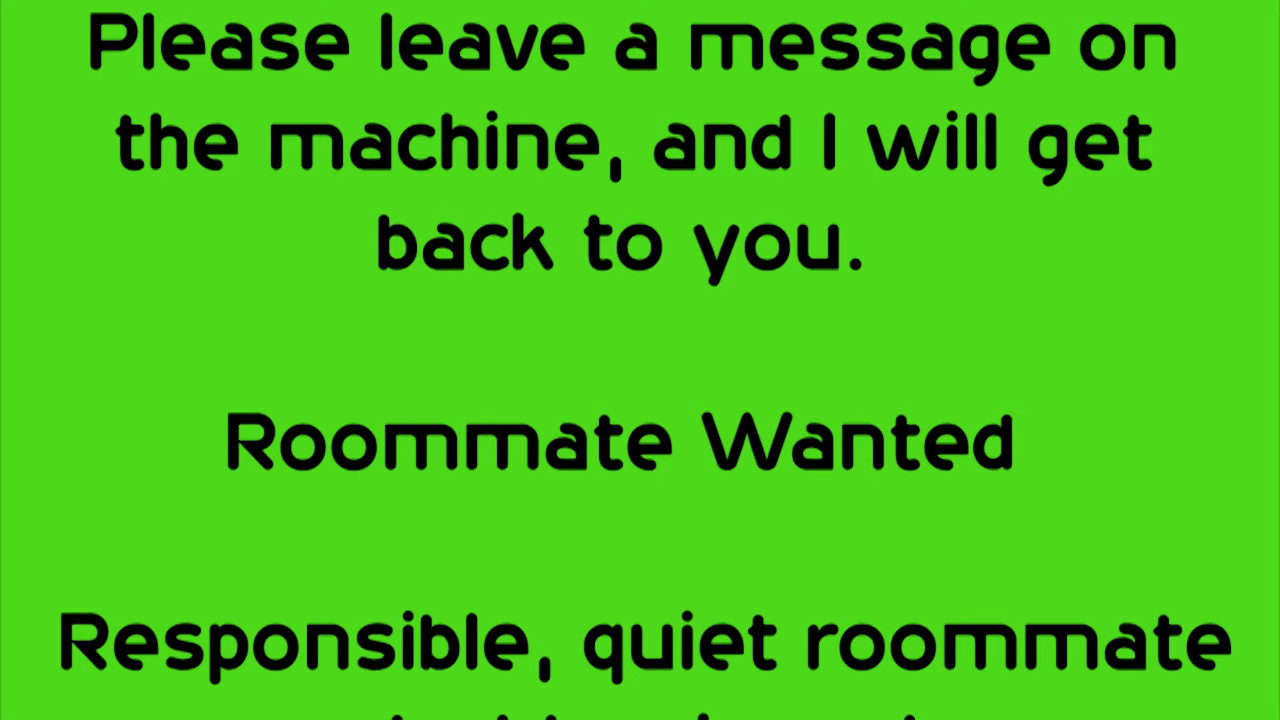 Please leave a message on
the machine, and I will get
back to you.
Roommate Wanted
Responsible, quiet roommate